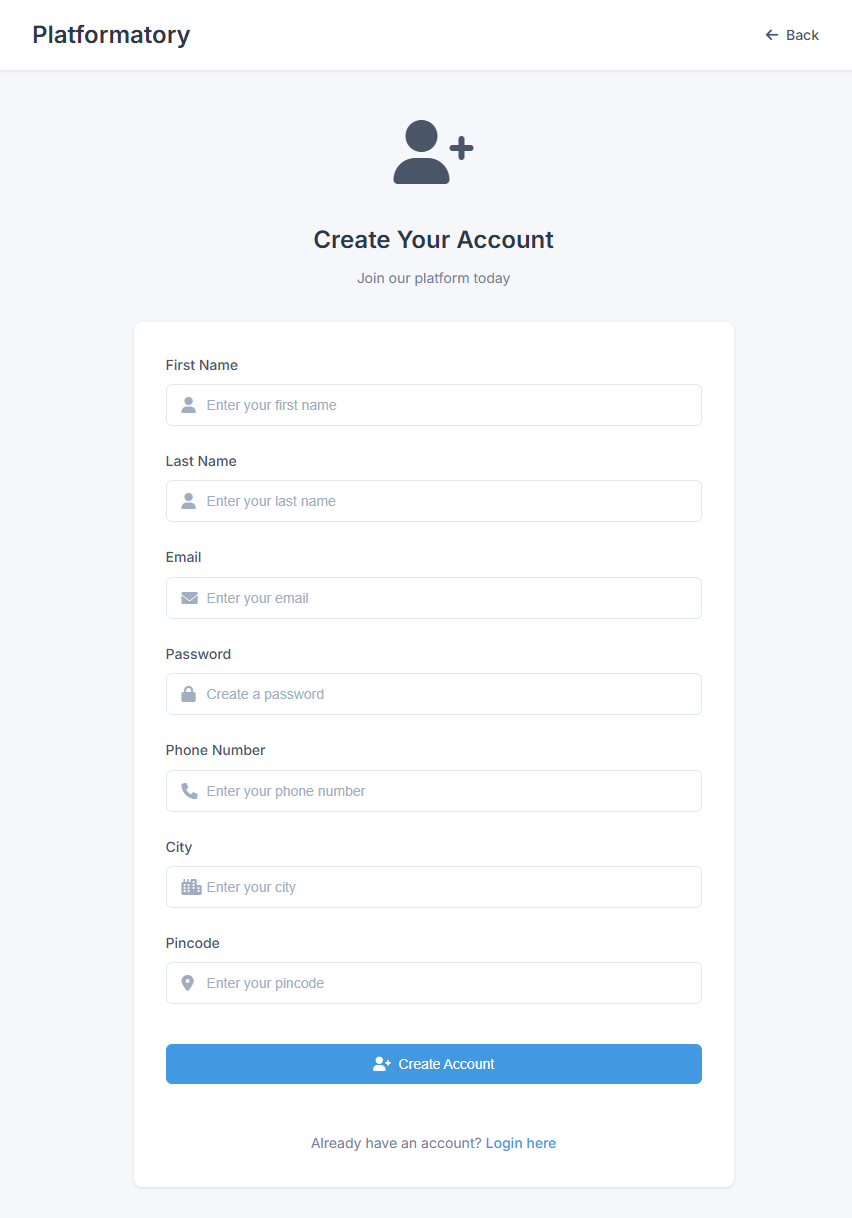 Platformatory
Back
Create Your Account
Join our platform today
First Name
Enter your first name
Last Name
Enter your last name
Email
Enter your email
Password
Create a password
Phone Number
Enter your phone number
City
Enter your city
Pincode
Enter your pincode
Create Account
Already have an account? Login here